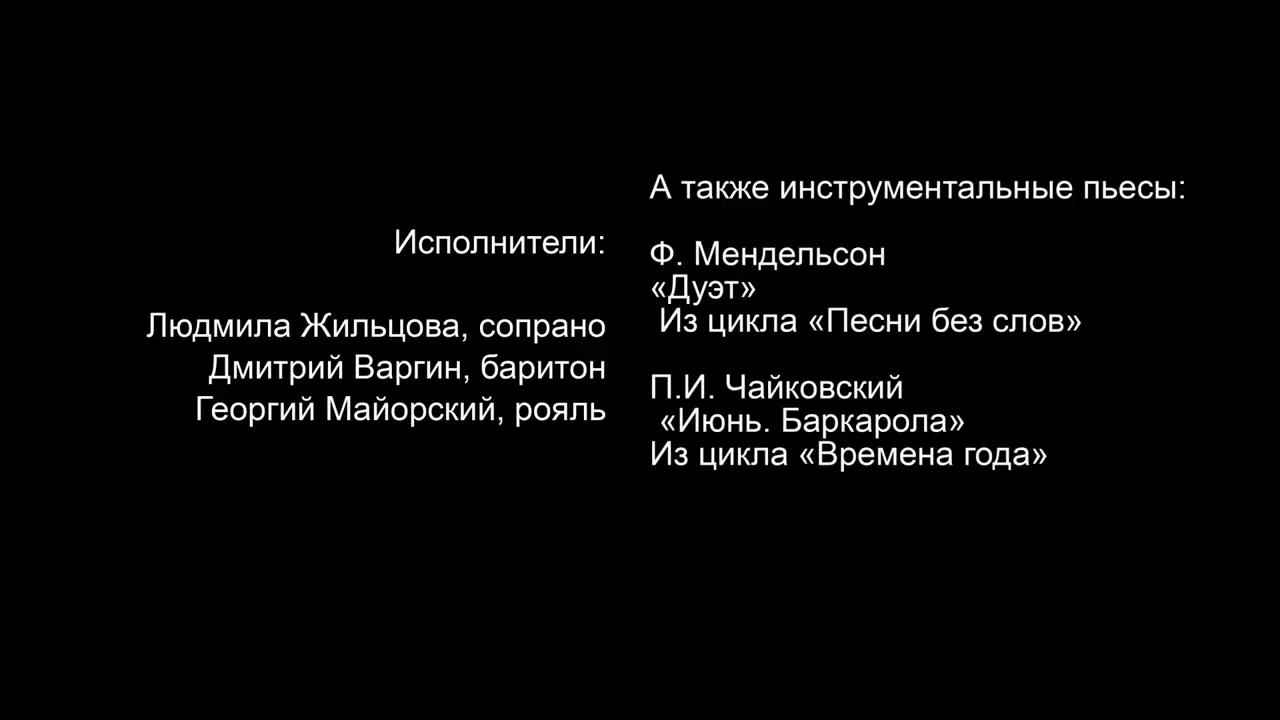 Исполнители:
Людмила Жильцова, сопрано
Дмитрий Варгин, баритон
Георгий Майорский, рояль
А также инструментальные пьесы:
Ф. Мендельсон
«Дуэт»
Из цикла «Песни без слов»
П.И. Чайковский
«Июнь. Баркарола»
Из цикла «Времена года»